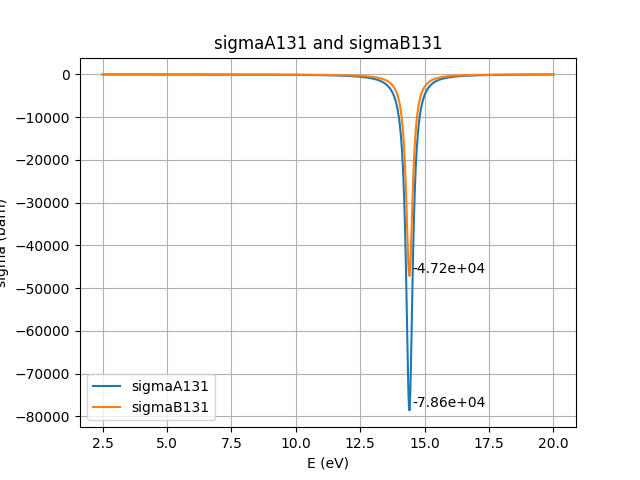 sigmaA131 and sigmaB131
sigma (barn)
0
−10000
−20000
−30000
−40000
−50000
−60000
−70000
−80000
-4.72e+04
-7.86e+04
sigmaA131
sigmaB131
2.5
5.0
7.5
10.0
12.5
15.0
17.5
20.0
E (eV)